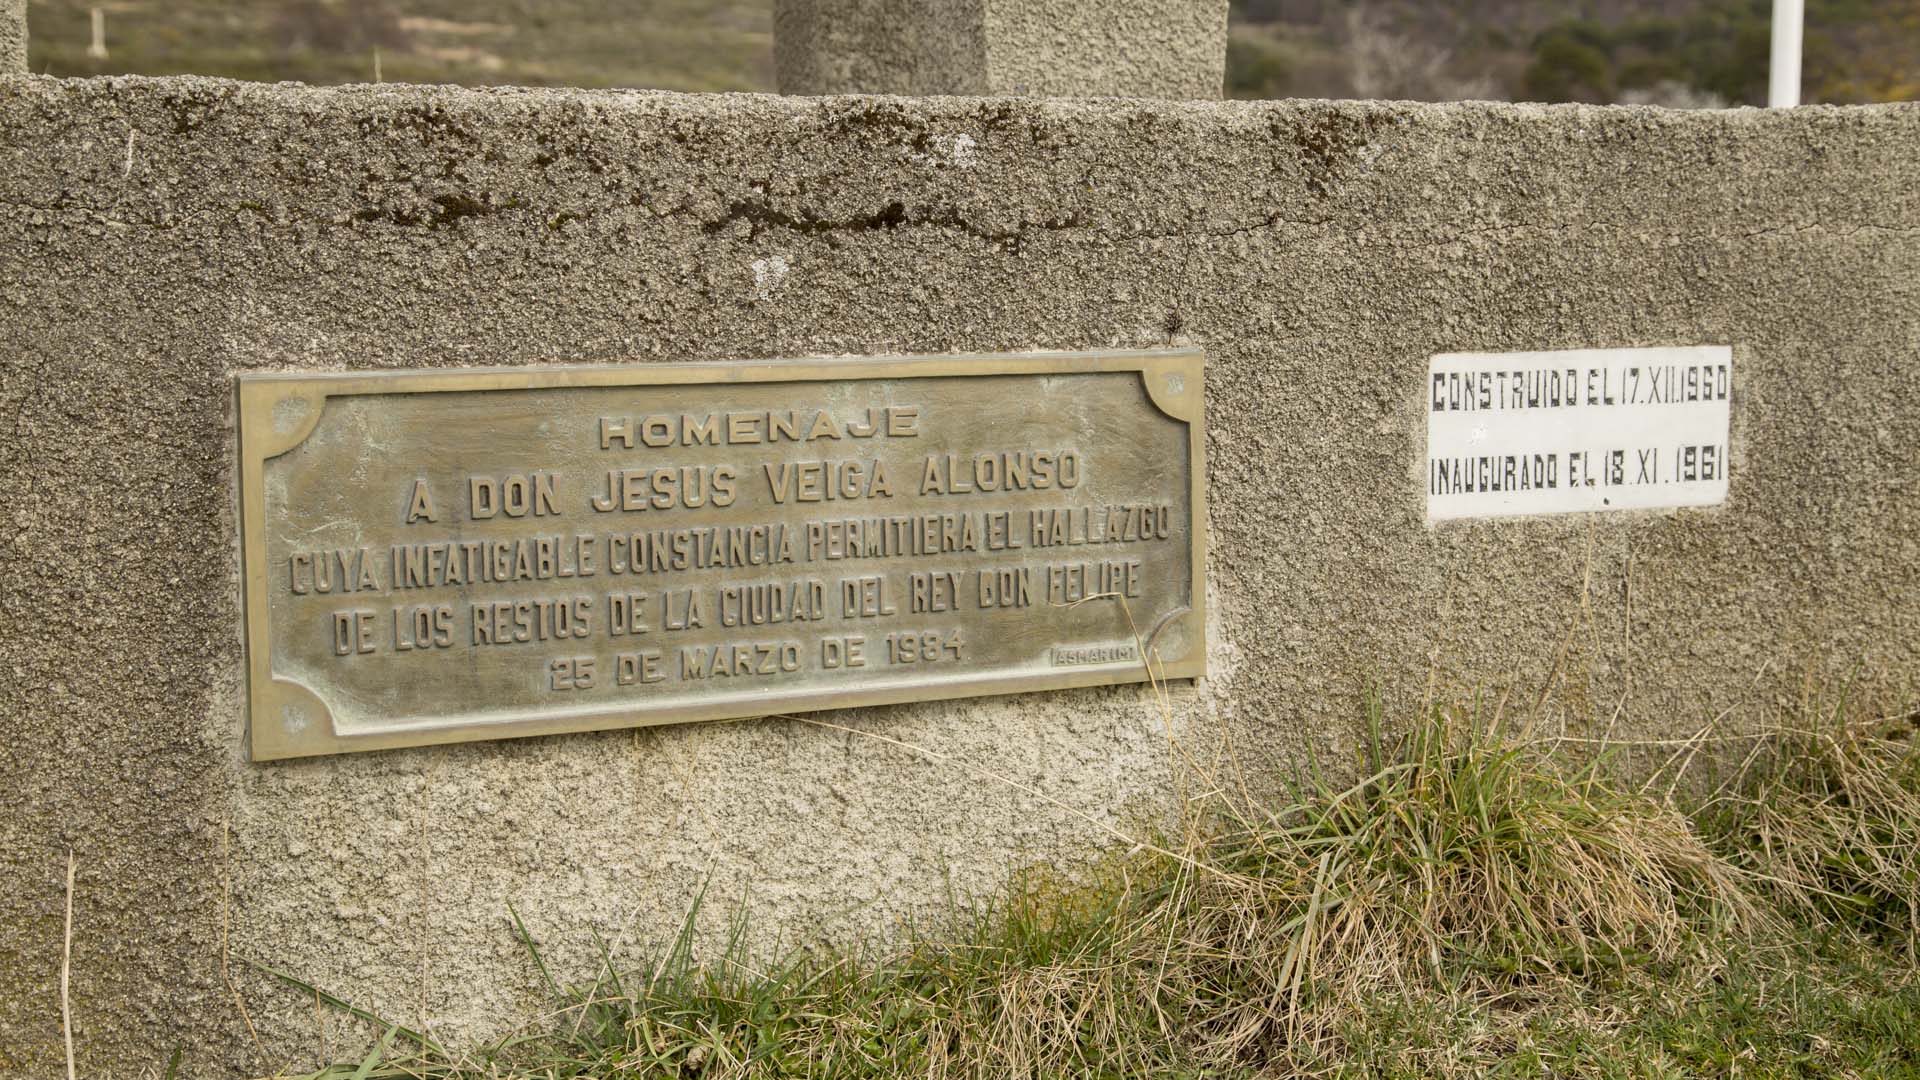 HOMENAJE
A DON JESUS VEIGA ALONSO
CUYA INFATIGABLE CONSTANCIA PERMITIERA EL HALLAZGO
DE LOS RESTOS DE LA CIUDAD DEL REY DON FELIPE
25 DE MARZO DE 1984
ASMAR (M)
CONSTRUIDO EL 17.XII.1960
INAUGURADO EL 18.XI.1961